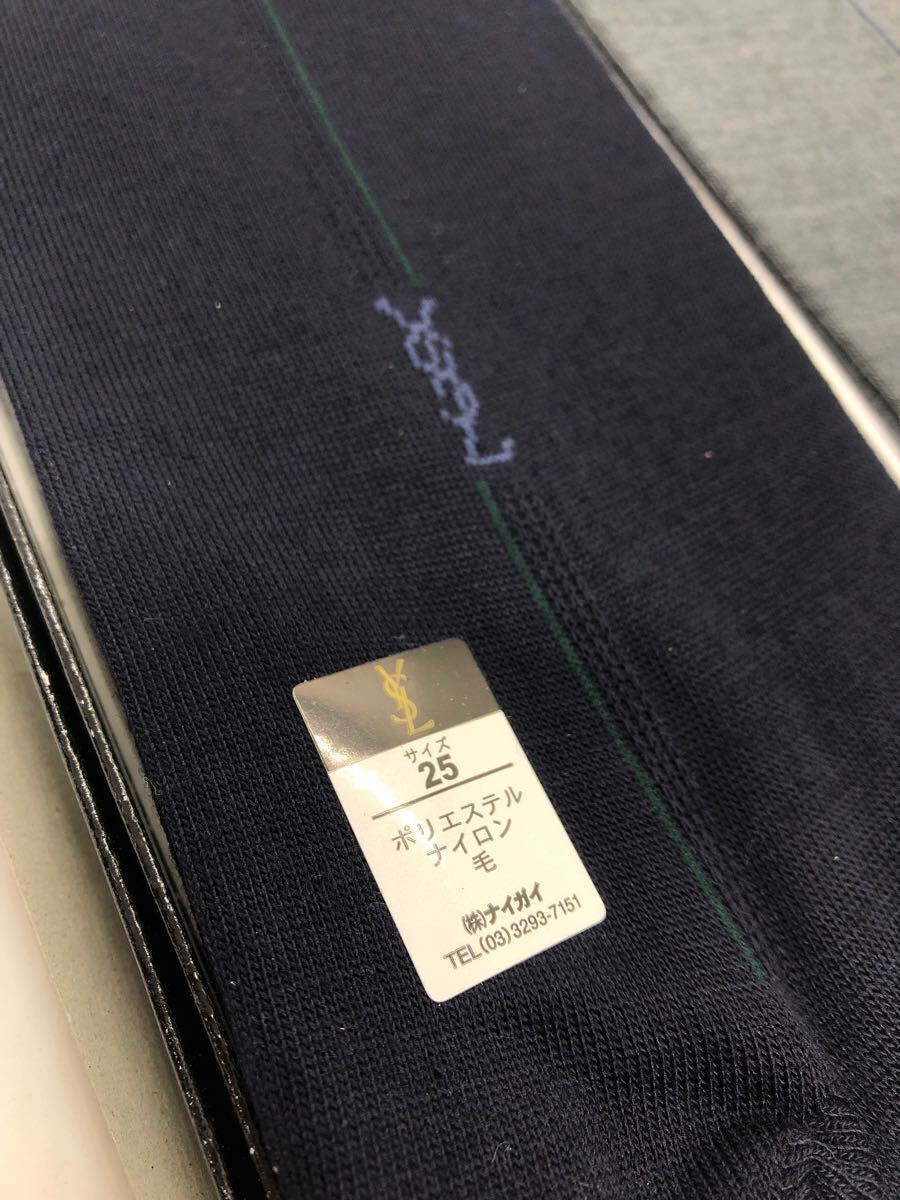 YSL
YSL
サイズ
25
ポリエステル
ナイロン
毛
(株)ナイガイ
TEL(03)3293-7151